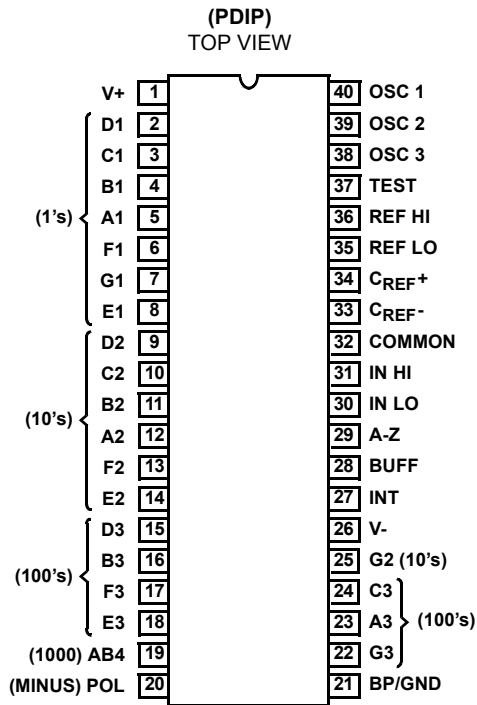 (PDIP)
TOP VIEW
V+ 1 40 OSC 1
D1 2 39 OSC 2
C1 3 38 OSC 3
B1 4 37 TEST
(1's) A1 5 36 REF HI
F1 6 35 REF LO
G1 7 34 CREF+
E1 8 33 CREF-
D2 9 32 COMMON
C2 10 31 IN HI
B2 11 30 IN LO
(10's) A2 12 29 A-Z
F2 13 28 BUFF
E2 14 27 INT
D3 15 26 V-
B3 16 25 G2 (10's)
(100's) F3 17 24 C3
E3 18 23 A3 (100's)
(1000) AB4 19 22 G3
(MINUS) POL 20 21 BP/GND